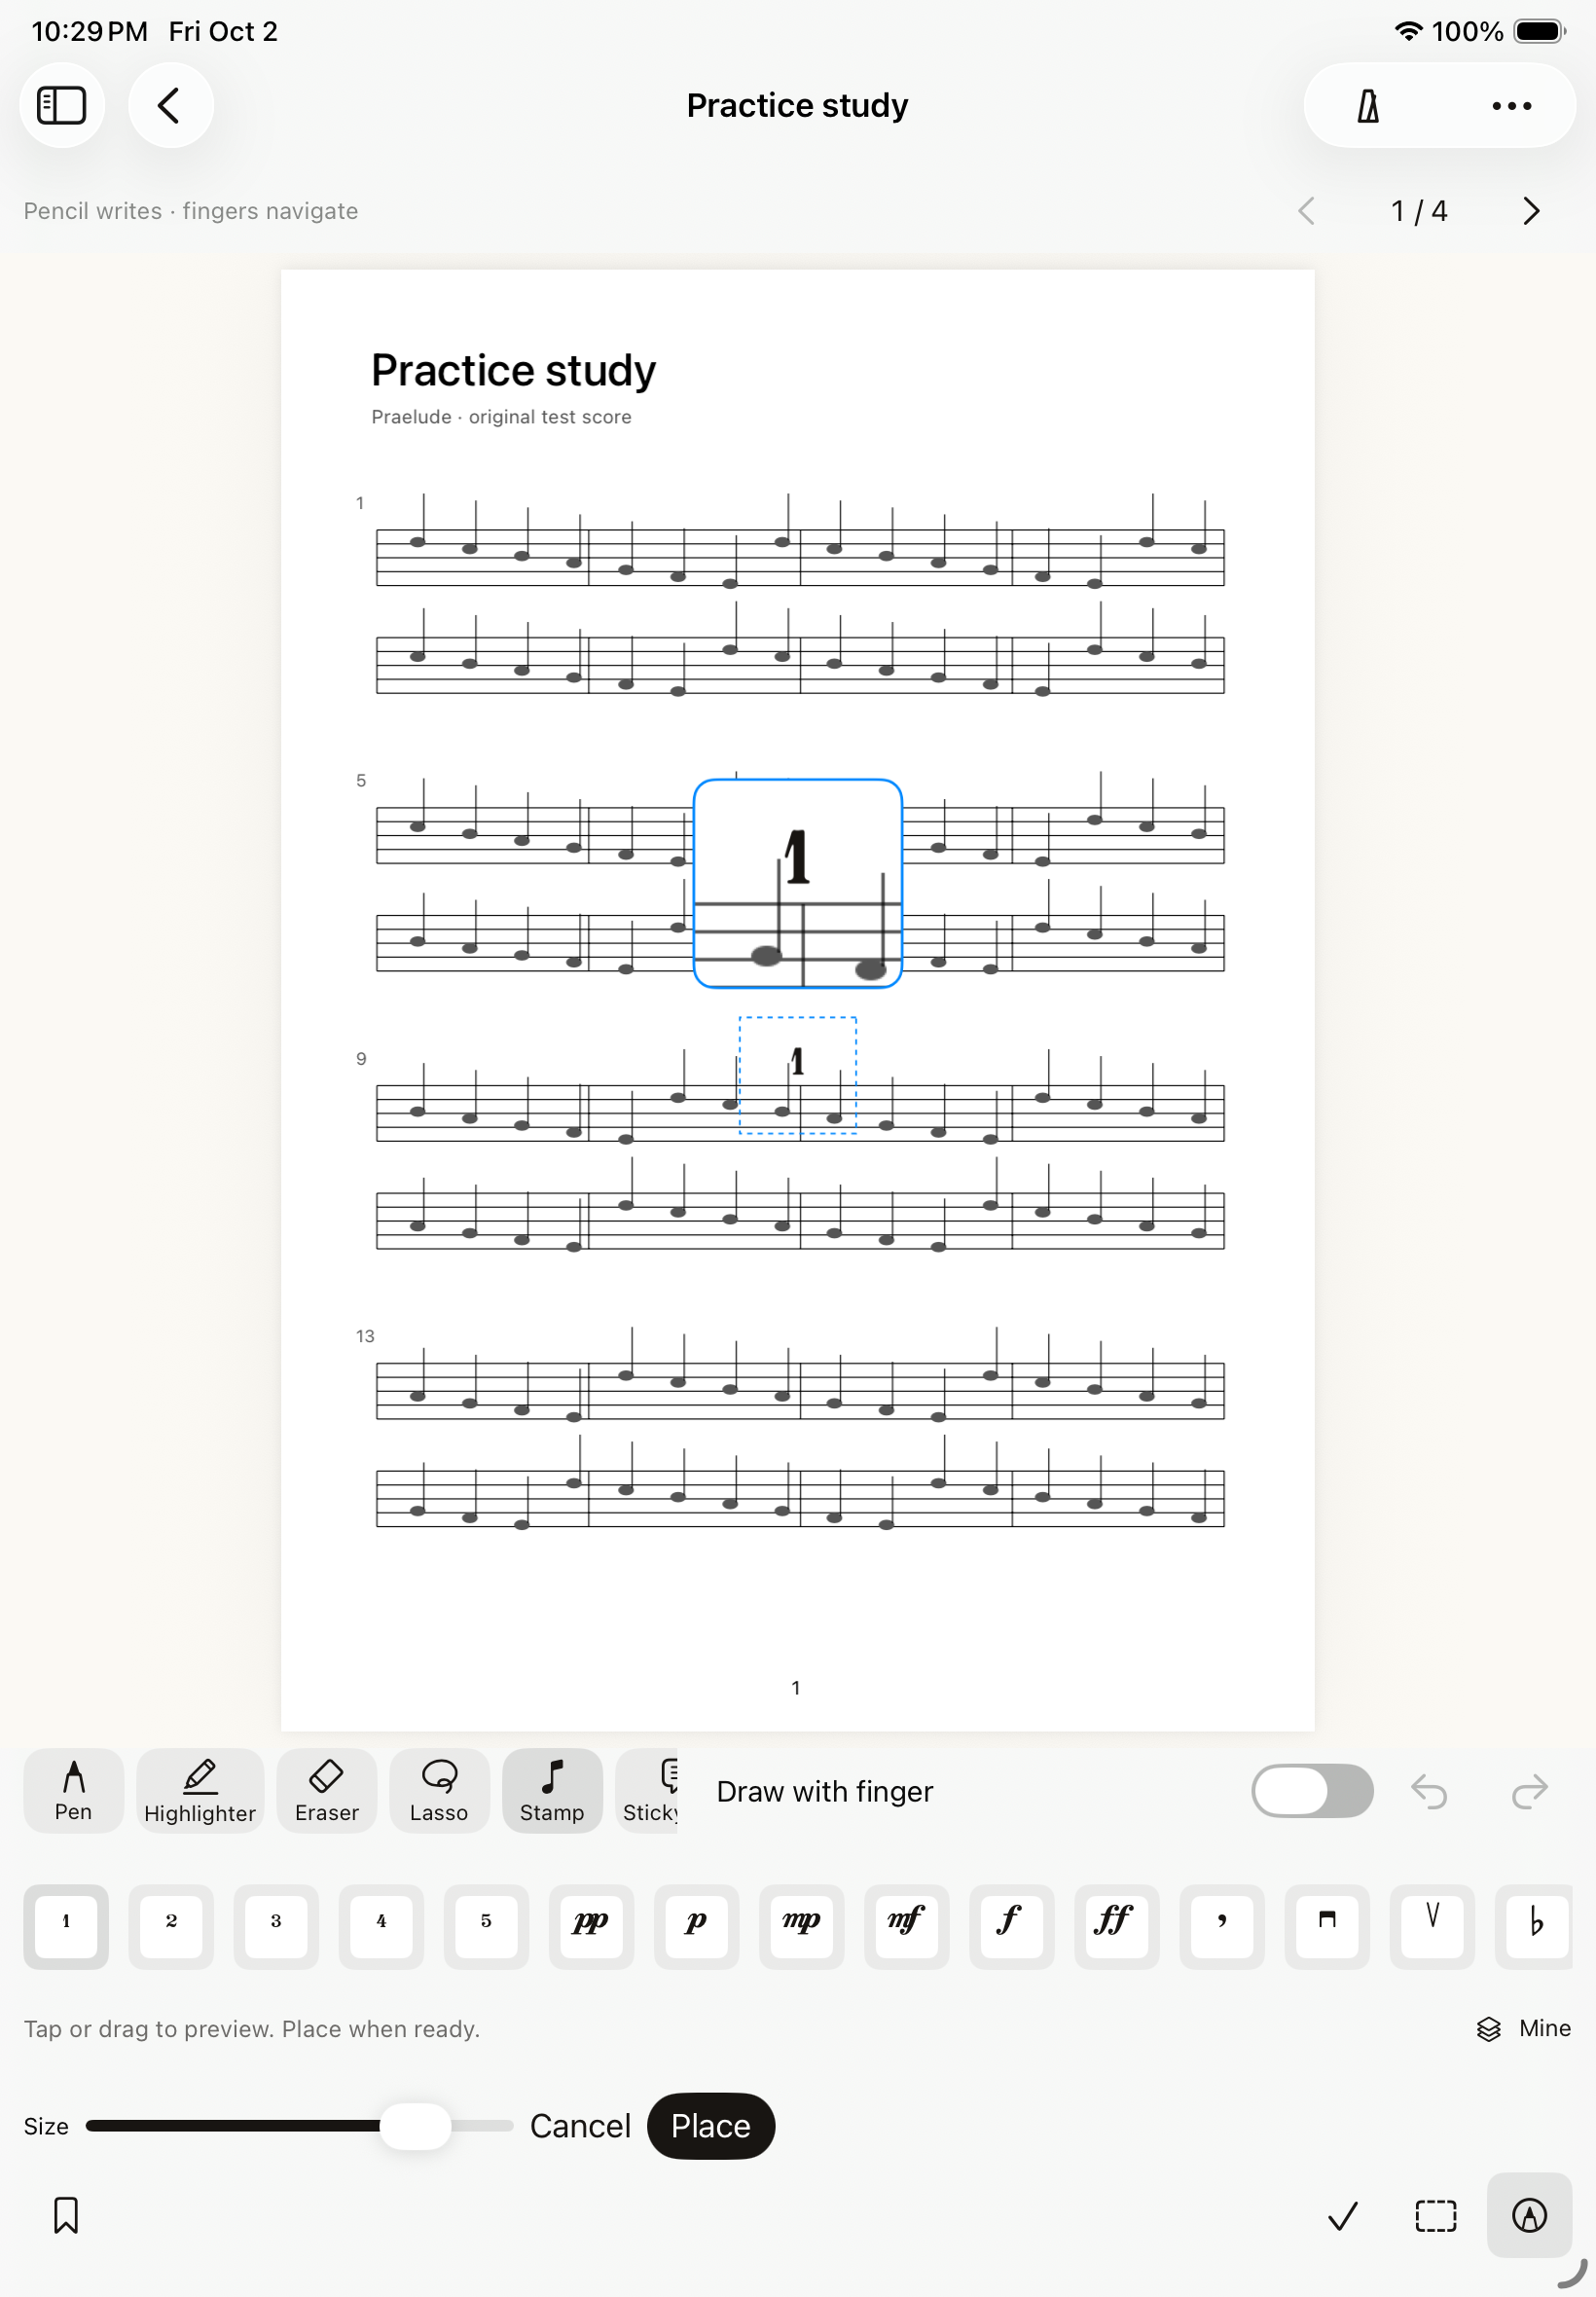 10:29 PM Fri Oct 2 100%
Practice study
Pencil writes · fingers navigate 1 / 4
Practice study
Praelude · original test score
1
5
1
9
1
13
1
Pen Highlighter Eraser Lasso Stamp Sticky Draw with finger
1 2 3 4 5 pp p mp mf f ff , V ♭
Tap or drag to preview. Place when ready. Mine
Size Cancel Place